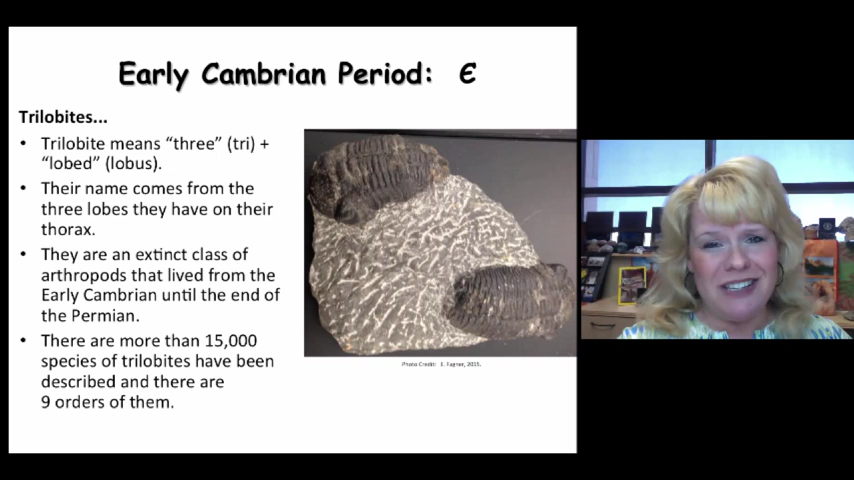 Early Cambrian Period: Є
Trilobites...
• Trilobite means “three” (tri) +
“lobed” (lobus).
• Their name comes from the
three lobes they have on their
thorax.
• They are an extinct class of
arthropods that lived from the
Early Cambrian until the end of
the Permian.
• There are more than 15,000
species of trilobites have been
described and there are
9 orders of them.
Photo Credit: E. Fagner, 2015.